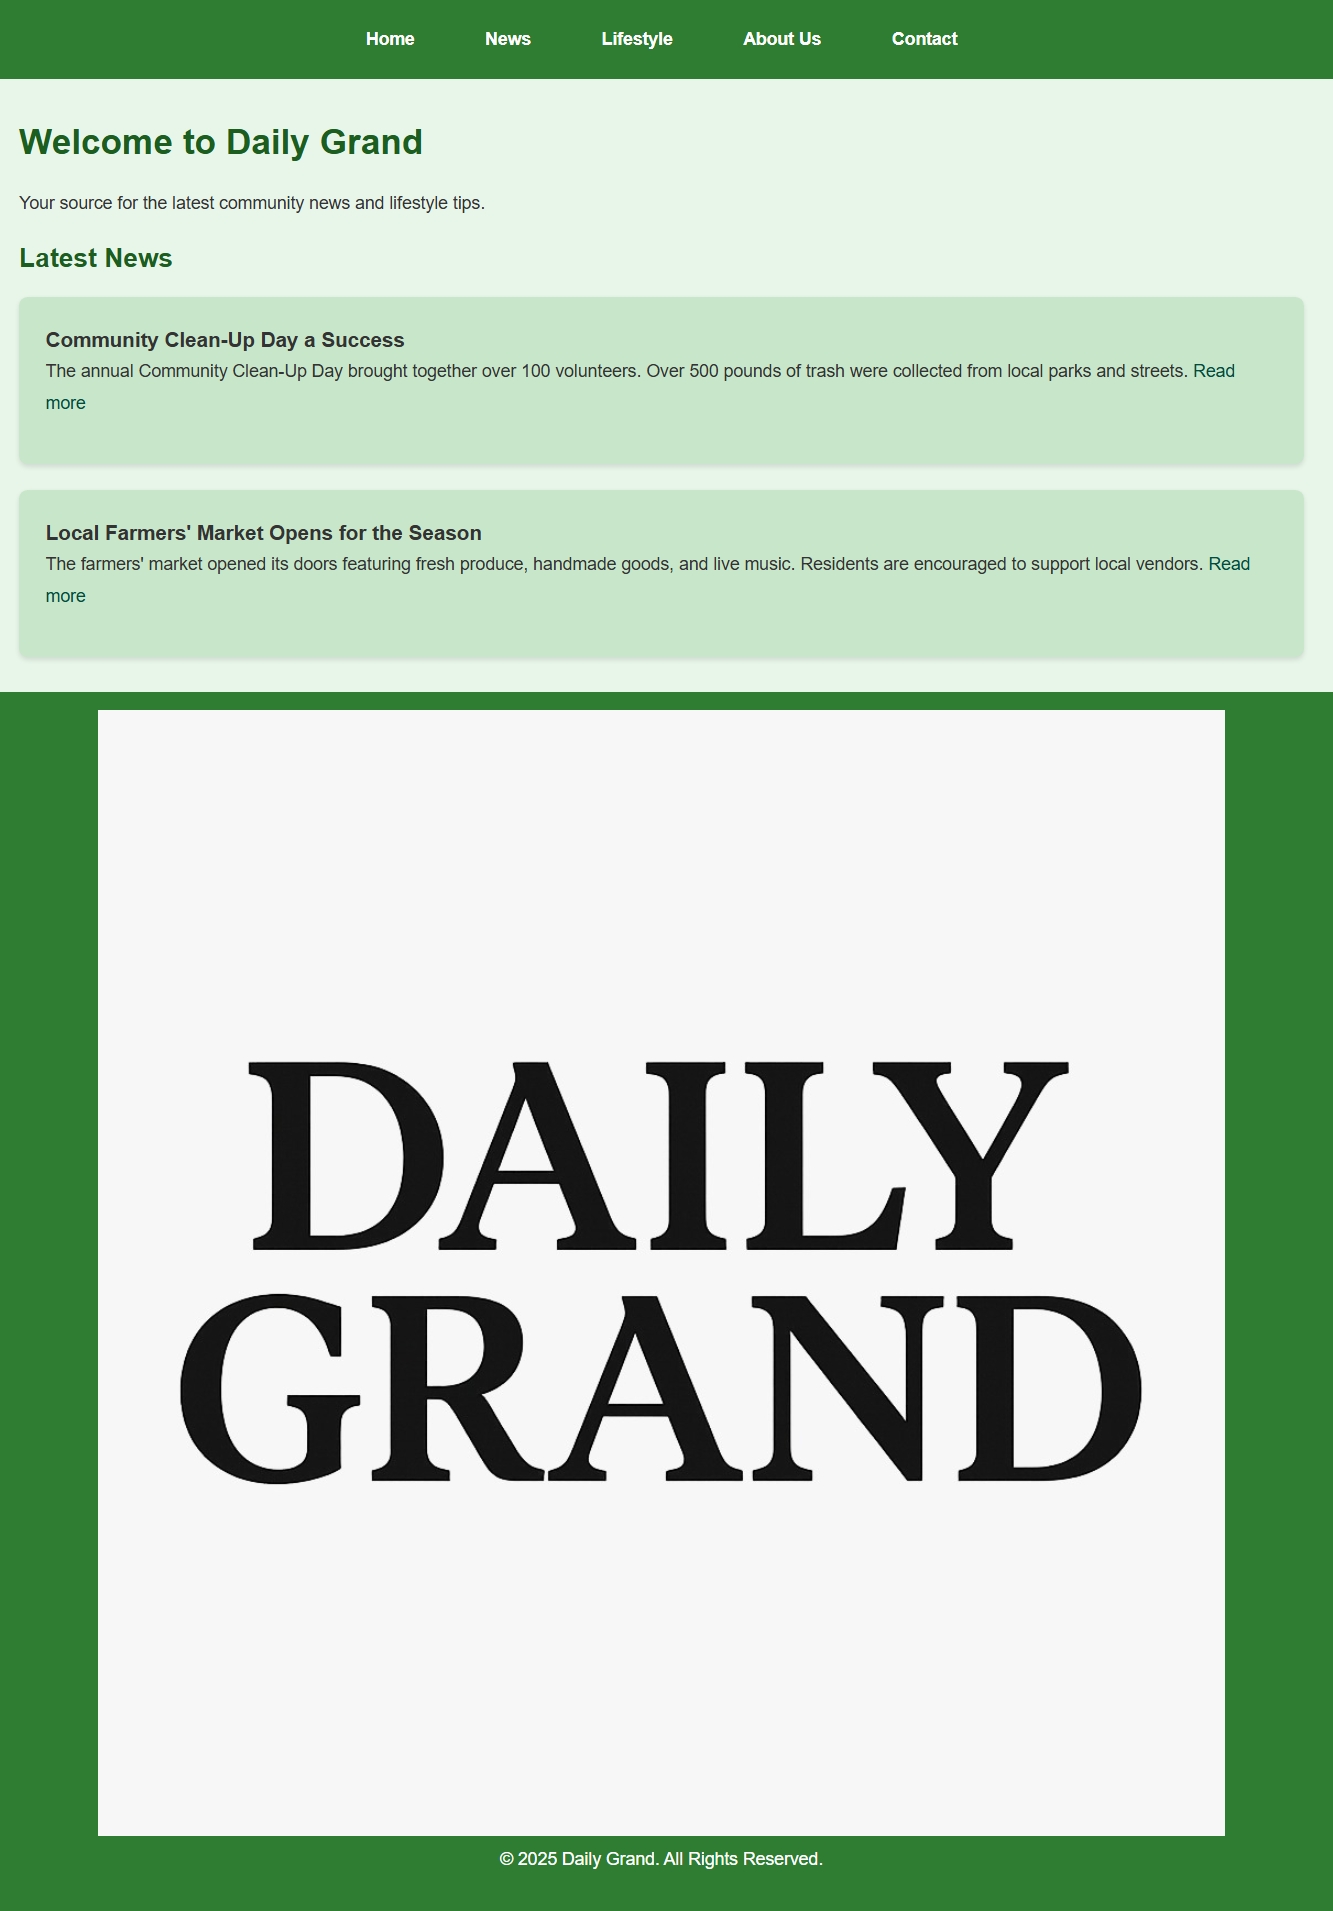 Home News Lifestyle About Us Contact
Welcome to Daily Grand
Your source for the latest community news and lifestyle tips.
Latest News
Community Clean-Up Day a Success
The annual Community Clean-Up Day brought together over 100 volunteers. Over 500 pounds of trash were collected from local parks and streets. Read
more
Local Farmers' Market Opens for the Season
The farmers' market opened its doors featuring fresh produce, handmade goods, and live music. Residents are encouraged to support local vendors. Read
more
DAILY
GRAND
© 2025 Daily Grand. All Rights Reserved.